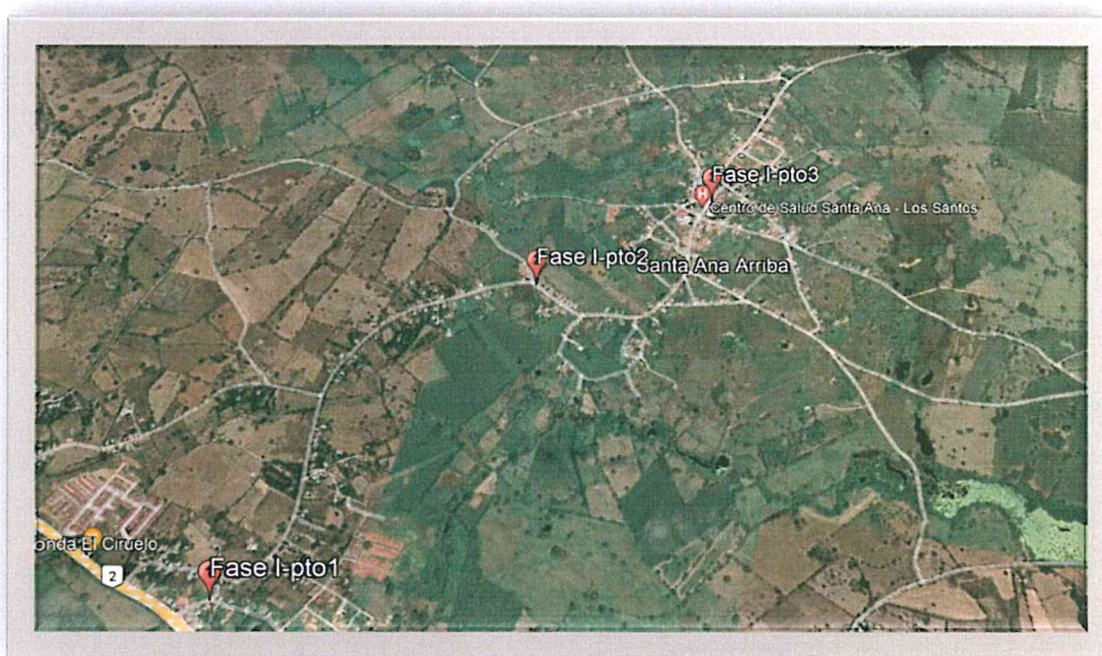 Fase I-pto3
H
Centro de Salud Santa Ana - Los Santos
Fase I-pto2
Santa Ana Arriba
onda El Ciruelo
2
Fase I-pto1